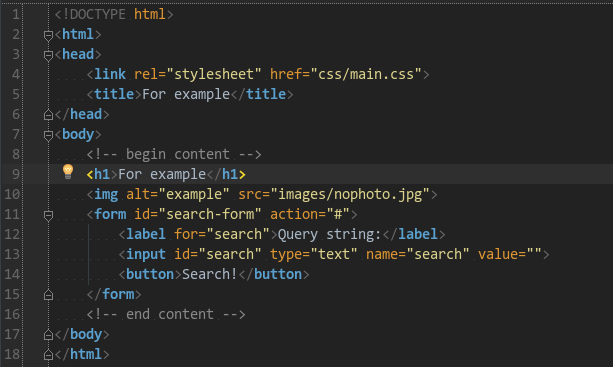 1 <!DOCTYPE html>
2 <html>
3 <head>
4 <link rel="stylesheet" href="css/main.css">
5 <title>For example</title>
6 </head>
7 <body>
8 <!-- begin content -->
9 <h1>For example</h1>
10 <img alt="example" src="images/nophoto.jpg">
11 <form id="search-form" action="#">
12 <label for="search">Query string:</label>
13 <input id="search" type="text" name="search" value="">
14 <button>Search!</button>
15 </form>
16 <!-- end content -->
17 </body>
18 </html>